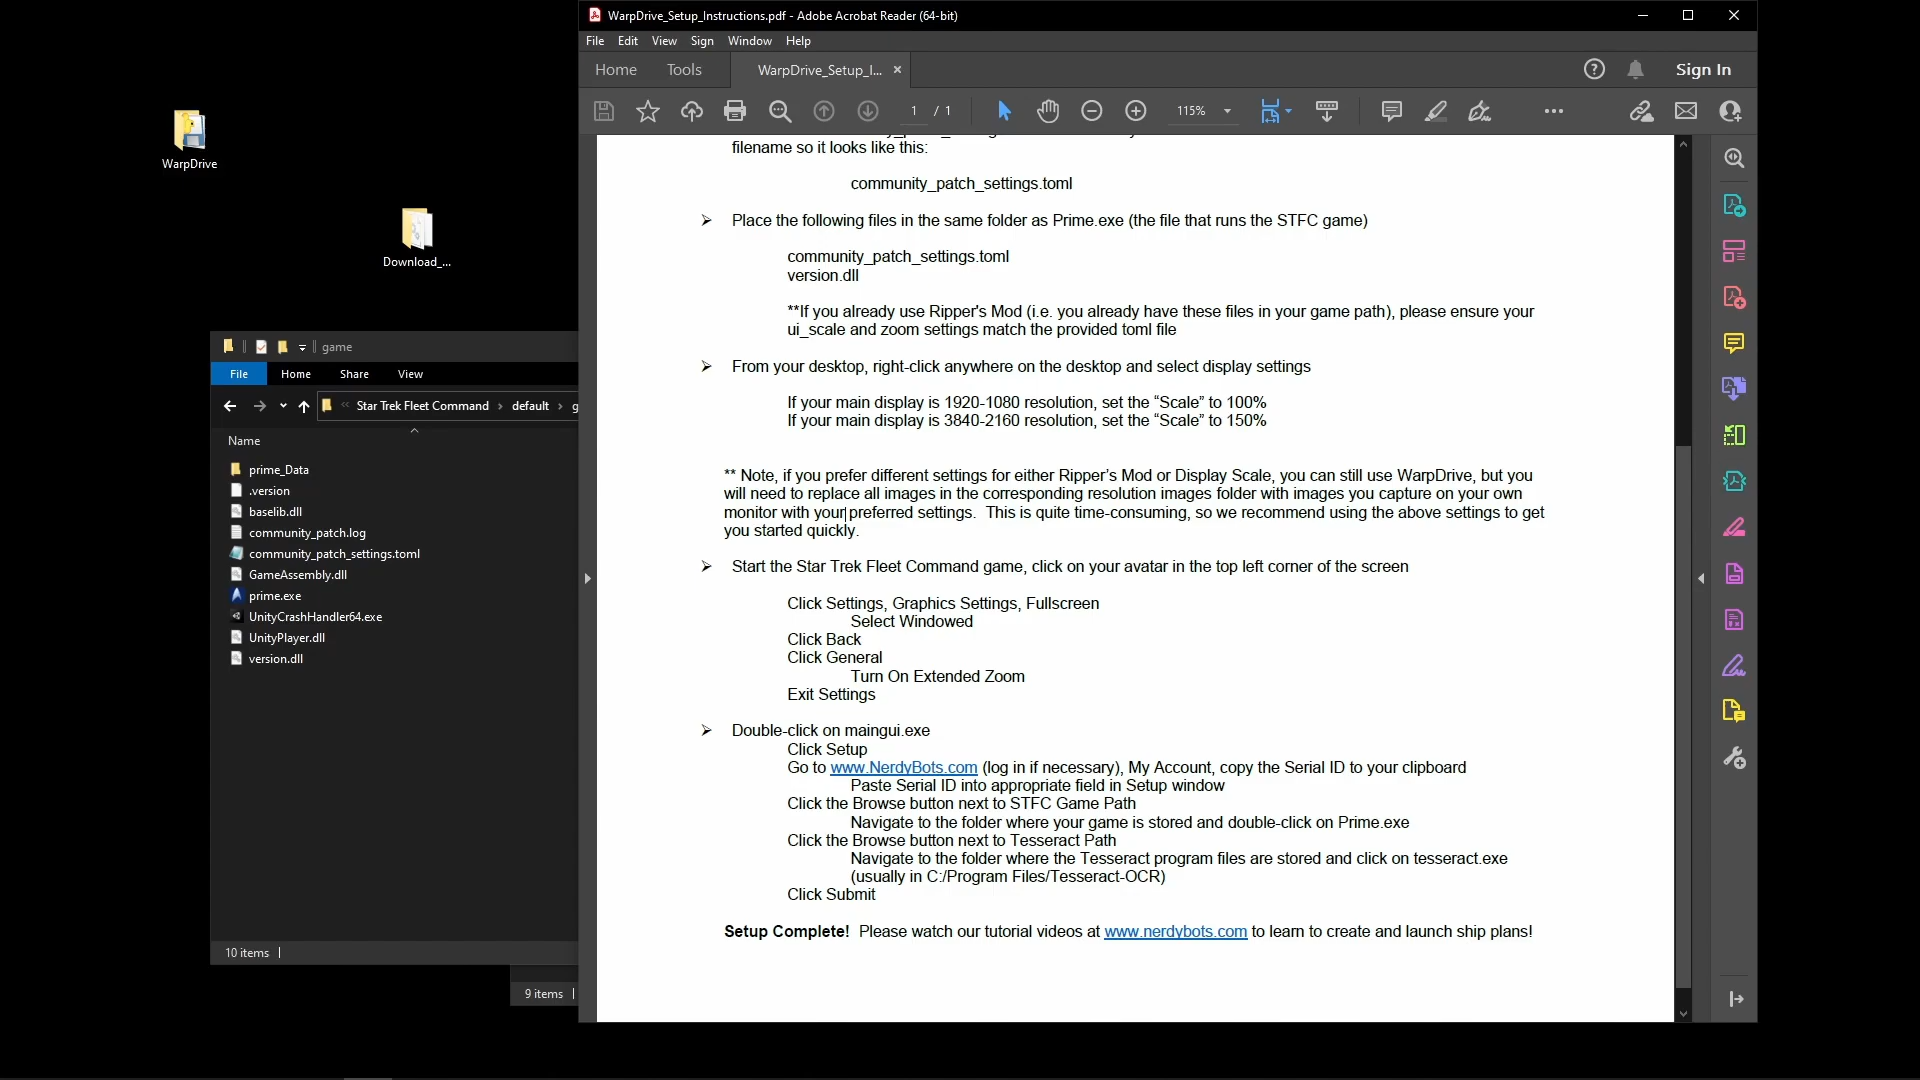 WarpDrive_Setup_Instructions.pdf - Adobe Acrobat Reader (64-bit)
File Edit View Sign Window Help
Home Tools WarpDrive_Setup_I... × Sign In
1 / 1 115%
WarpDrive
Download_...
filename so it looks like this:
community_patch_settings.toml
Place the following files in the same folder as Prime.exe (the file that runs the STFC game)
community_patch_settings.toml
version.dll
**If you already use Ripper's Mod (i.e. you already have these files in your game path), please ensure your
ui_scale and zoom settings match the provided toml file
From your desktop, right-click anywhere on the desktop and select display settings
If your main display is 1920-1080 resolution, set the “Scale” to 100%
If your main display is 3840-2160 resolution, set the “Scale” to 150%
** Note, if you prefer different settings for either Ripper's Mod or Display Scale, you can still use WarpDrive, but you
will need to replace all images in the corresponding resolution images folder with images you capture on your own
monitor with your preferred settings. This is quite time-consuming, so we recommend using the above settings to get
you started quickly.
Start the Star Trek Fleet Command game, click on your avatar in the top left corner of the screen
Click Settings, Graphics Settings, Fullscreen
Select Windowed
Click Back
Click General
Turn On Extended Zoom
Exit Settings
Double-click on maingui.exe
Click Setup
Go to www.NerdyBots.com (log in if necessary), My Account, copy the Serial ID to your clipboard
Paste Serial ID into appropriate field in Setup window
Click the Browse button next to STFC Game Path
Navigate to the folder where your game is stored and double-click on Prime.exe
Click the Browse button next to Tesseract Path
Navigate to the folder where the Tesseract program files are stored and click on tesseract.exe
(usually in C:/Program Files/Tesseract-OCR)
Click Submit
Setup Complete! Please watch our tutorial videos at www.nerdybots.com to learn to create and launch ship plans!
game
File Home Share View
Star Trek Fleet Command default g
Name
prime_Data
.version
baselib.dll
community_patch.log
community_patch_settings.toml
GameAssembly.dll
prime.exe
UnityCrashHandler64.exe
UnityPlayer.dll
version.dll
10 items
9 items